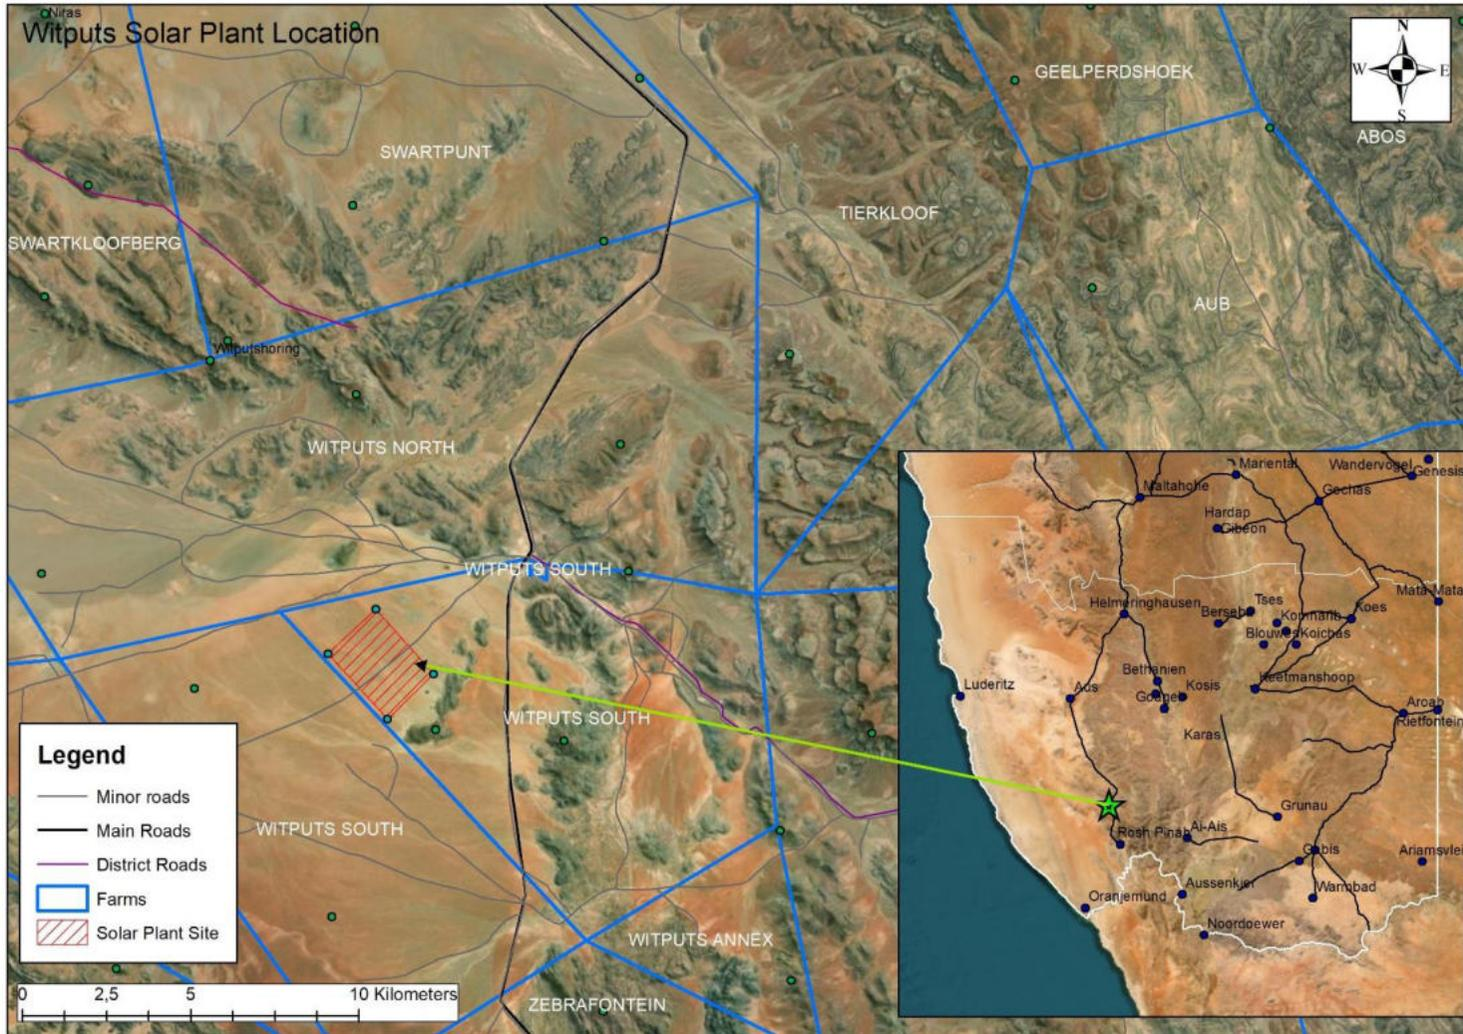 Niras
Witputs Solar Plant Location
N
W
E
S
GEELPERDSHOEK
ABOS
SWARTPUNT
TIERKLOOF
SWARTKLOOFBERG
AUB
Witputshoring
WITPUTS NORTH
WITPUTS SOUTH
WITPUTS SOUTH
WITPUTS SOUTH
WITPUTS ANNEX
ZEBRAFONTEIN
Legend
Minor roads
Main Roads
District Roads
Farms
Solar Plant Site
0 2,5 5 10 Kilometers
Mariental
Wandervogel
Genesis
Maltahohe
Gochas
Hardap
Gibeon
Mata-Mata
Helmeringhausen
Tses
Berseba
Koes
Blouwes
Koichas
Bethanien
Keetmanshoop
Luderitz
Aus
Kosis
Aroab
Rietfontein
Karas
Grunau
Rosh Pinah
Ai-Ais
Gabis
Ariamsvlei
Oranjemund
Aussenkjer
Warmbad
Noordoewer